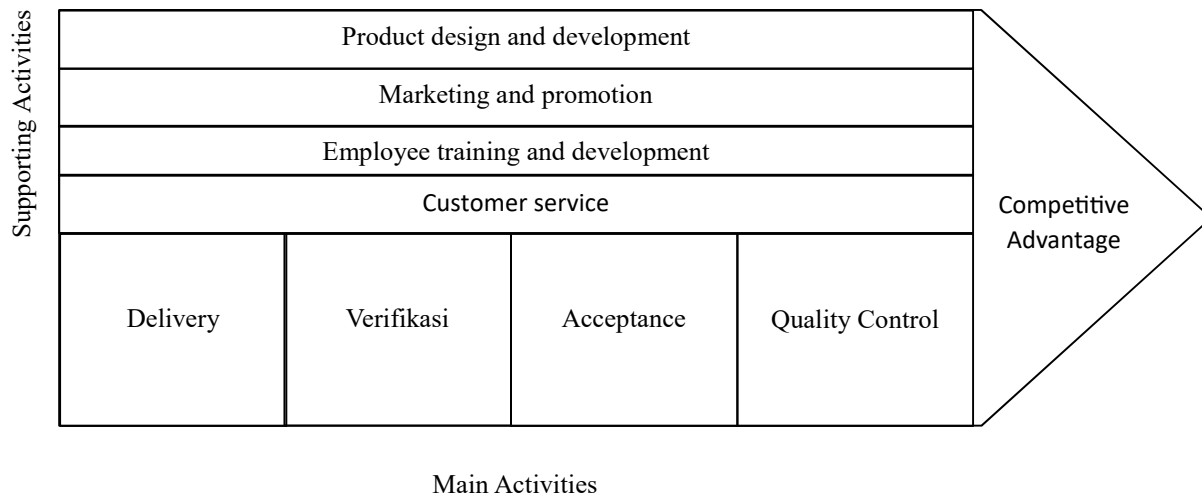 Supporting Activities
Product design and development
Marketing and promotion
Employee training and development
Customer service
Competitive
Advantage
Delivery
Verifikasi
Acceptance
Quality Control
Main Activities